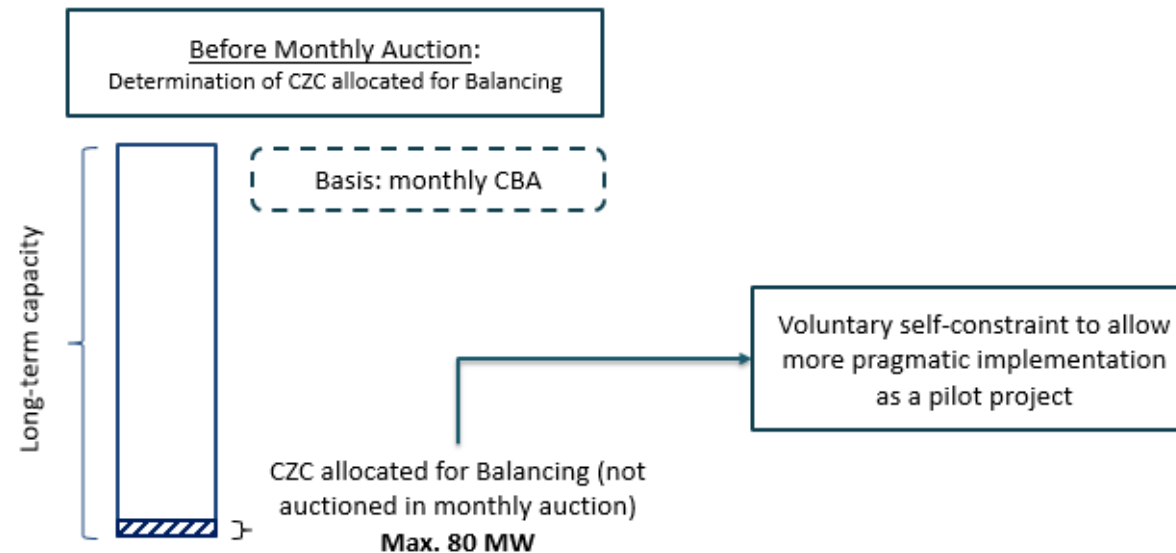 Before Monthly Auction:
Determination of CZC allocated for Balancing
Basis: monthly CBA
Long-term capacity
Voluntary self-constraint to allow
more pragmatic implementation
as a pilot project
CZC allocated for Balancing (not
auctioned in monthly auction)
Max. 80 MW